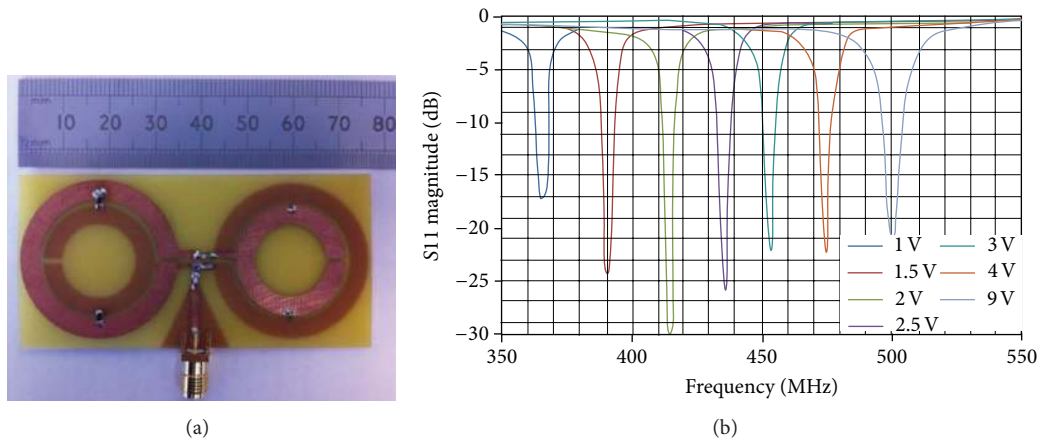 mm
10 20 30 40 50 60 70 80
0
−5
−10
−15
−20
−25
−30
S11 magnitude (dB)
1 V
3 V
1.5 V
4 V
2 V
9 V
2.5 V
350
400
450
500
550
Frequency (MHz)
(a)
(b)